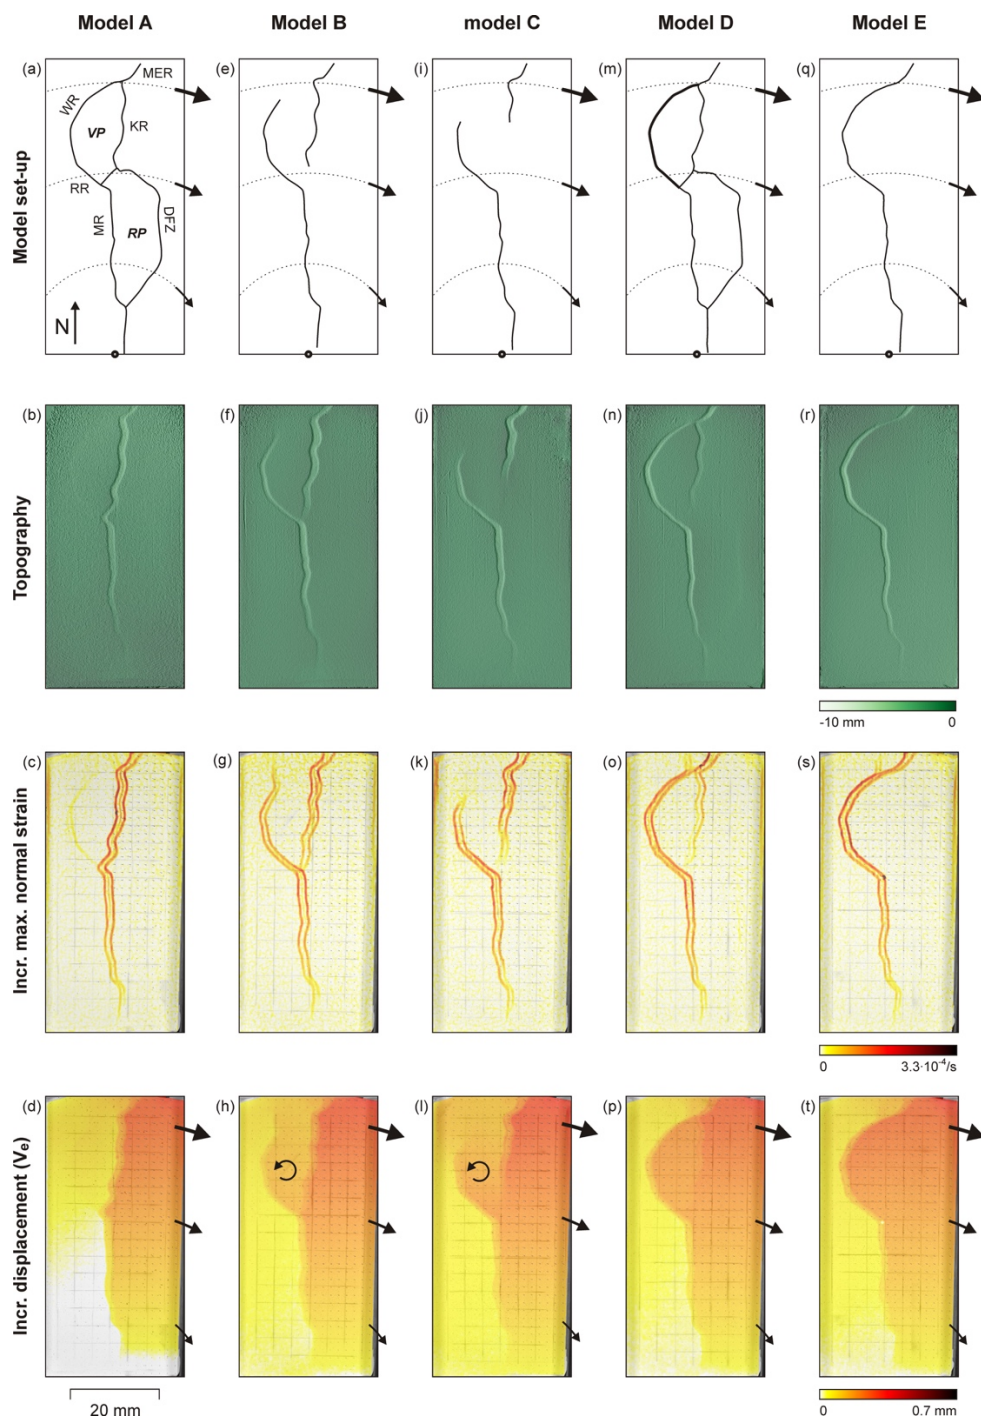 Model A Model B model C Model D Model E
Model set-up
(a) (e) (i) (m) (q)
MER
WR
VP
KR
RR
MR
RP
DFZ
N
Topography
(b) (f) (j) (n) (r)
-10 mm 0
Incr. max. normal strain
(c) (g) (k) (o) (s)
0 3.3·10⁻⁴/s
Incr. displacement (Vₑ)
(d) (h) (l) (p) (t)
20 mm
0 0.7 mm